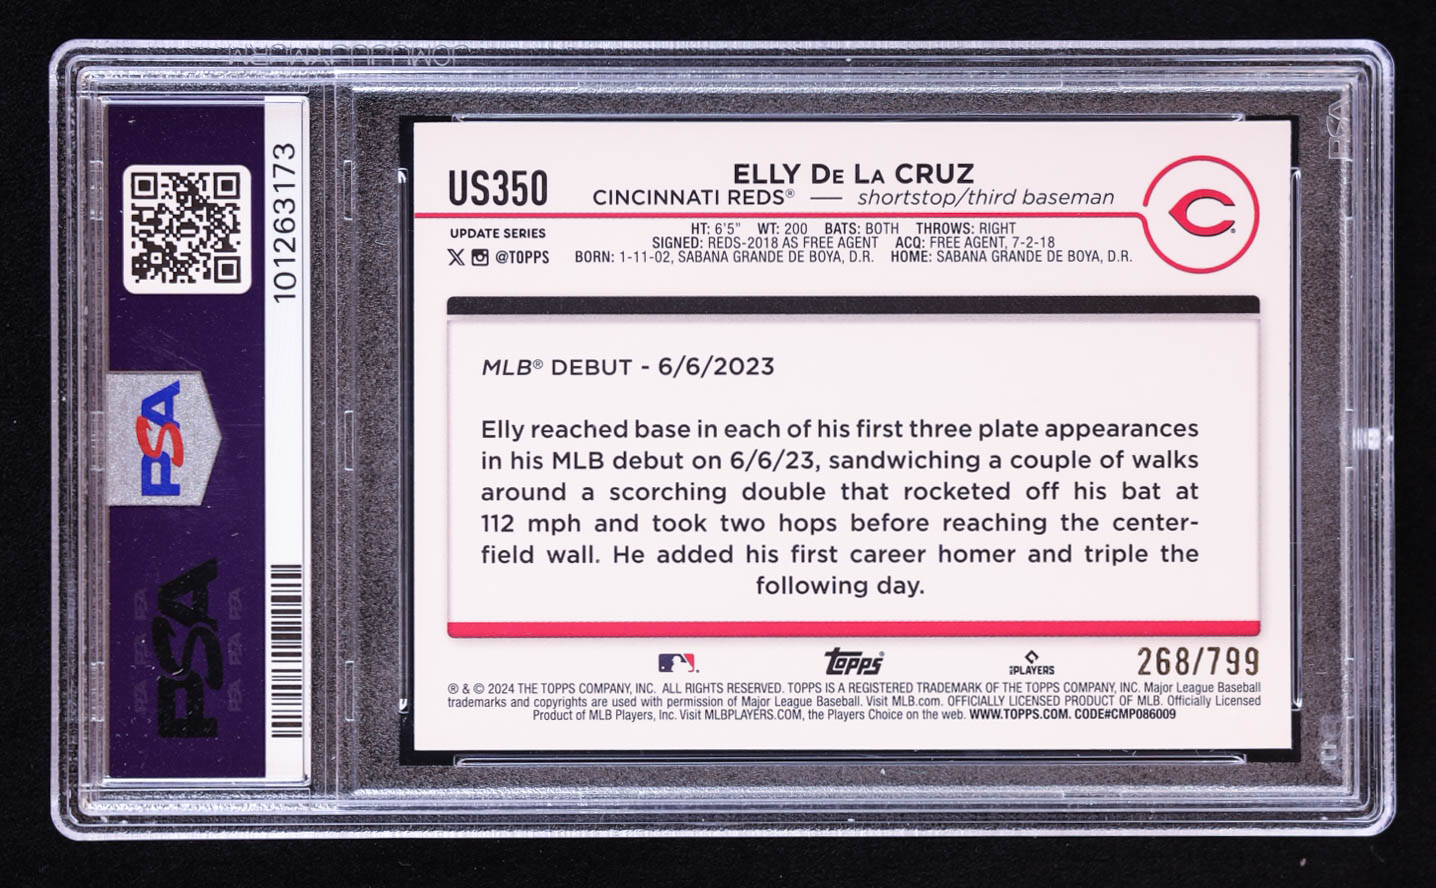 101263173
PSA
PSA
US350
UPDATE SERIES
X @TOPPS
ELLY DE LA CRUZ
CINCINNATI REDS® — shortstop/third baseman
HT: 6'5" WT: 200 BATS: BOTH THROWS: RIGHT
SIGNED: REDS-2018 AS FREE AGENT ACQ: FREE AGENT, 7-2-18
BORN: 1-11-02, SABANA GRANDE DE BOYA, D.R. HOME: SABANA GRANDE DE BOYA, D.R.
C
MLB® DEBUT - 6/6/2023
Elly reached base in each of his first three plate appearances
in his MLB debut on 6/6/23, sandwiching a couple of walks
around a scorching double that rocketed off his bat at
112 mph and took two hops before reaching the center-
field wall. He added his first career homer and triple the
following day.
Topps®
PLAYERS
268/799
® & © 2024 THE TOPPS COMPANY, INC. ALL RIGHTS RESERVED. TOPPS IS A REGISTERED TRADEMARK OF THE TOPPS COMPANY, INC. Major League Baseball
trademarks and copyrights are used with permission of Major League Baseball. Visit MLB.com. OFFICIALLY LICENSED PRODUCT OF MLB. Officially Licensed
Product of MLB Players, Inc. Visit MLBPLAYERS.COM, the Players Choice on the web. WWW.TOPPS.COM. CODE#CMP086009